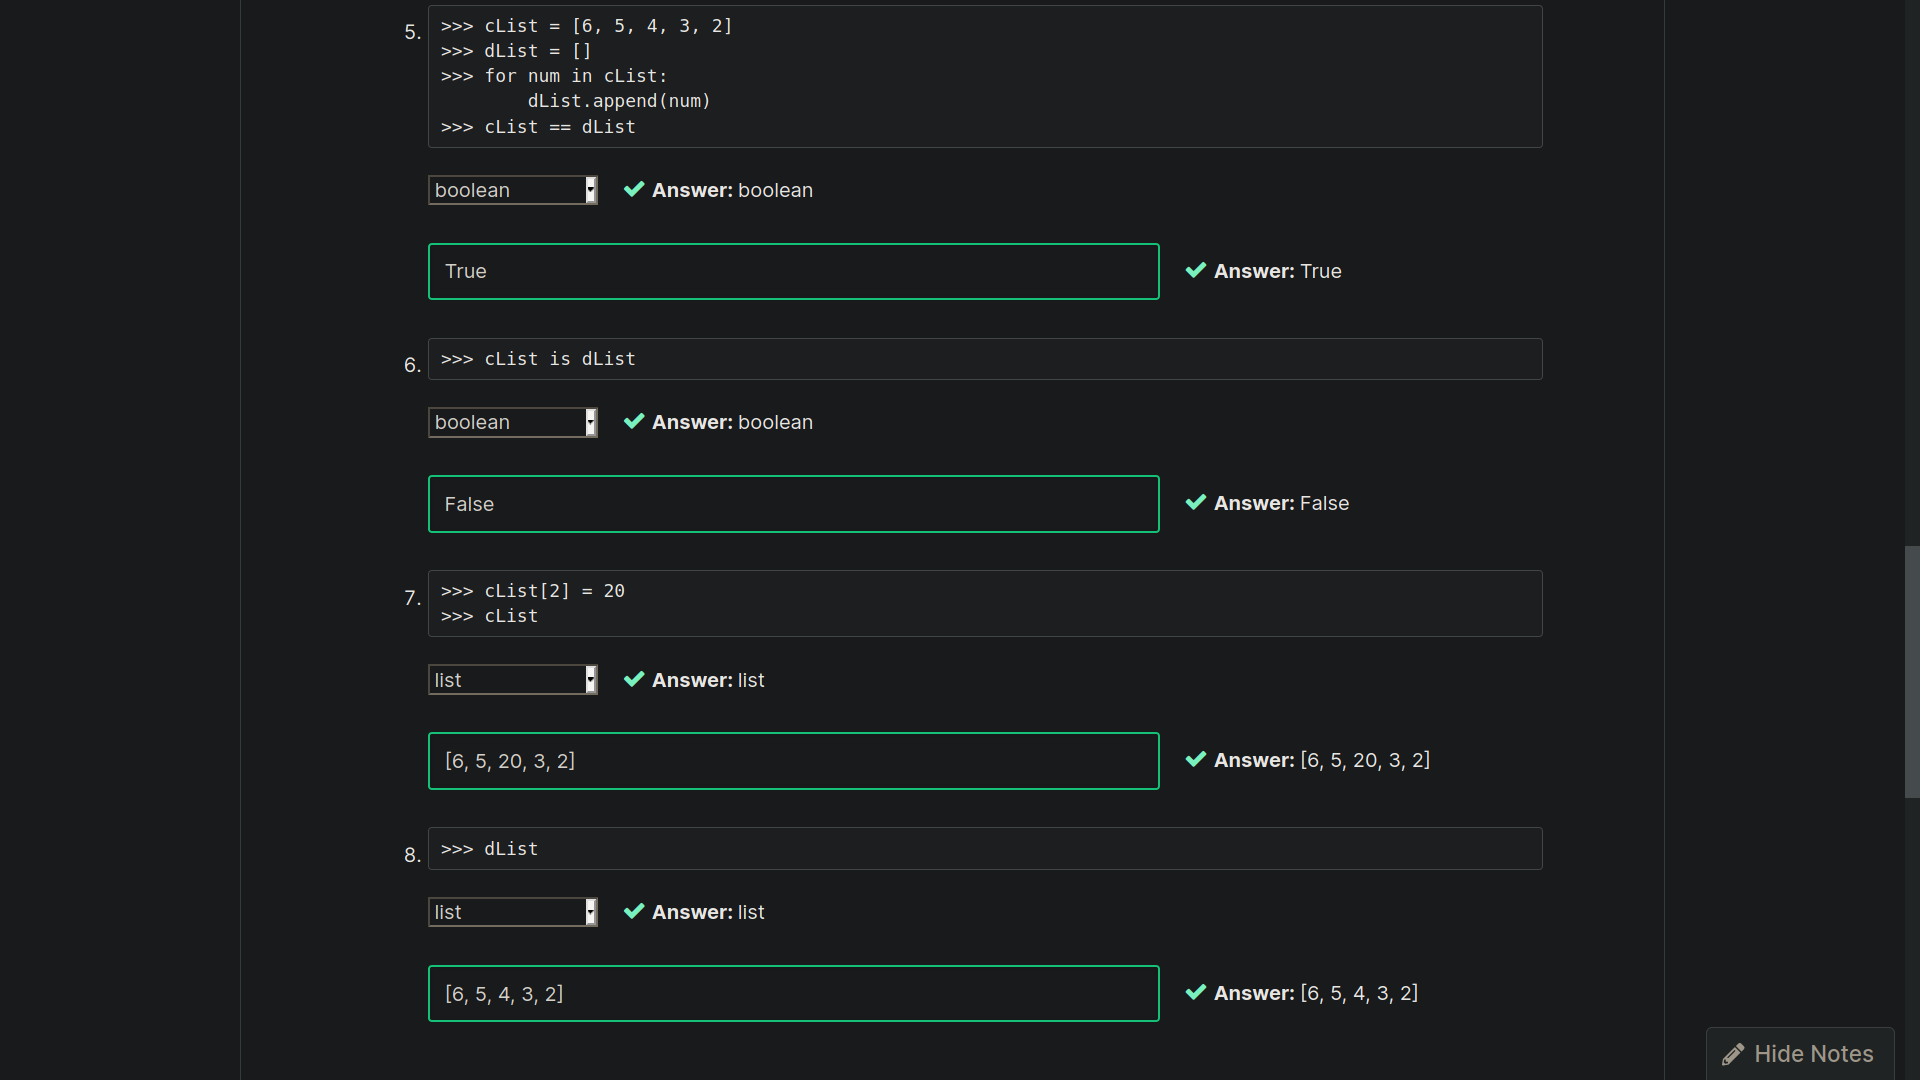 5.
>>> cList = [6, 5, 4, 3, 2]
>>> dList = []
>>> for num in cList:
        dList.append(num)
>>> cList == dList
boolean
Answer: boolean
True
Answer: True
6.
>>> cList is dList
boolean
Answer: boolean
False
Answer: False
7.
>>> cList[2] = 20
>>> cList
list
Answer: list
[6, 5, 20, 3, 2]
Answer: [6, 5, 20, 3, 2]
8.
>>> dList
list
Answer: list
[6, 5, 4, 3, 2]
Answer: [6, 5, 4, 3, 2]
Hide Notes